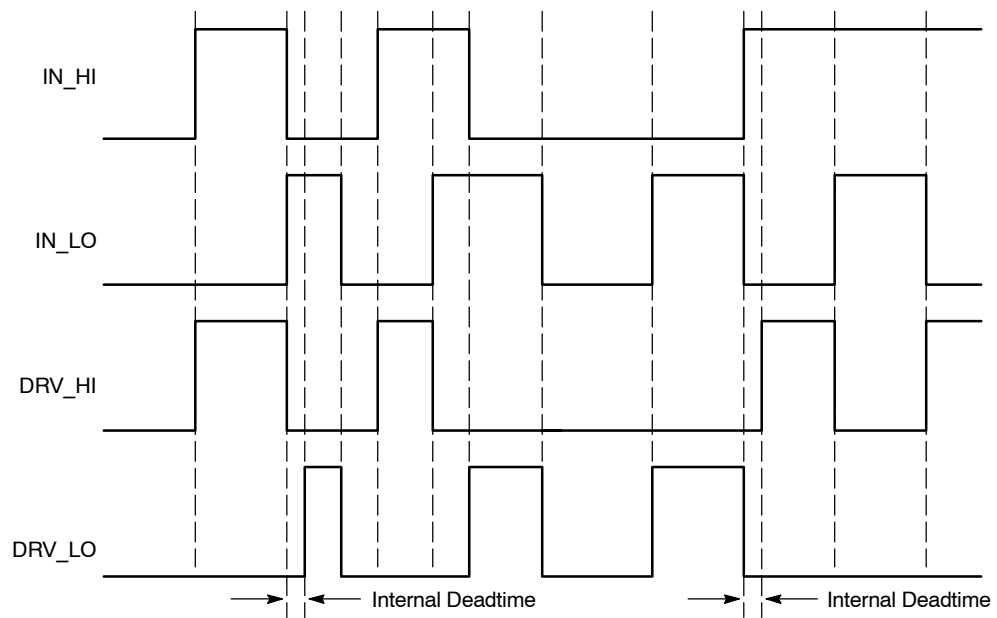 IN_HI
IN_LO
DRV_HI
DRV_LO
Internal Deadtime
Internal Deadtime